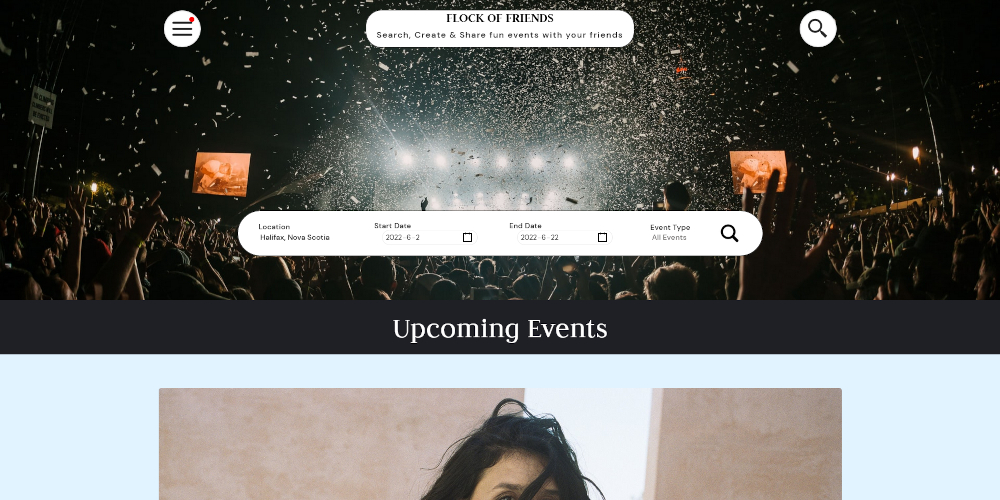 FLOCK OF FRIENDS
Search, Create & Share fun events with your friends
Location
Halifax, Nova Scotia
Start Date
2022-6-2
End Date
2022-6-22
Event Type
All Events
Upcoming Events